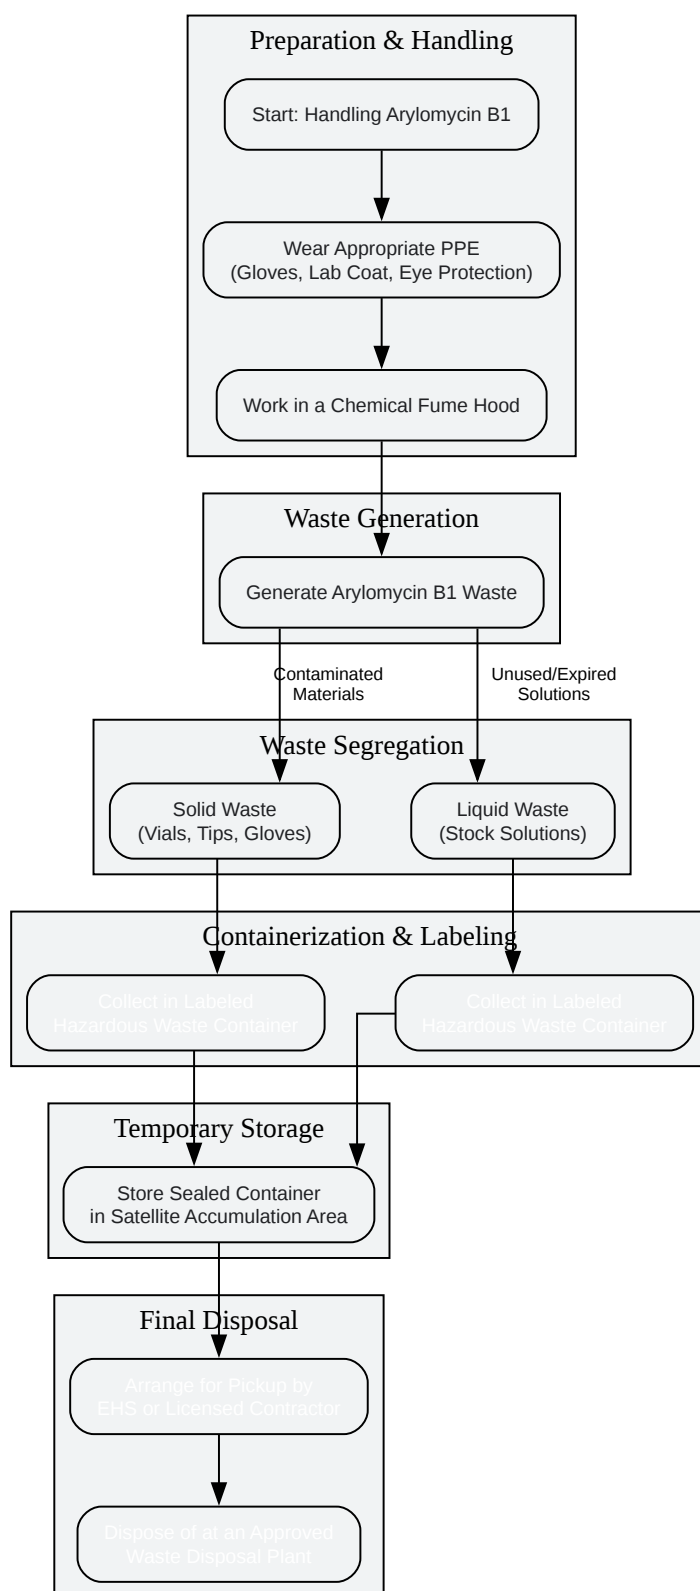 Preparation & Handling
Start: Handling Arylomycin B1
Wear Appropriate PPE
(Gloves, Lab Coat, Eye Protection)
Work in a Chemical Fume Hood
Waste Generation
Generate Arylomycin B1 Waste
Contaminated
Materials
Unused/Expired
Solutions
Waste Segregation
Solid Waste
(Vials, Tips, Gloves)
Liquid Waste
(Stock Solutions)
Containerization & Labeling
Collect in Labeled
Hazardous Waste Container
Collect in Labeled
Hazardous Waste Container
Temporary Storage
Store Sealed Container
in Satellite Accumulation Area
Final Disposal
Arrange for Pickup by
EHS or Licensed Contractor
Dispose of at an Approved
Waste Disposal Plant